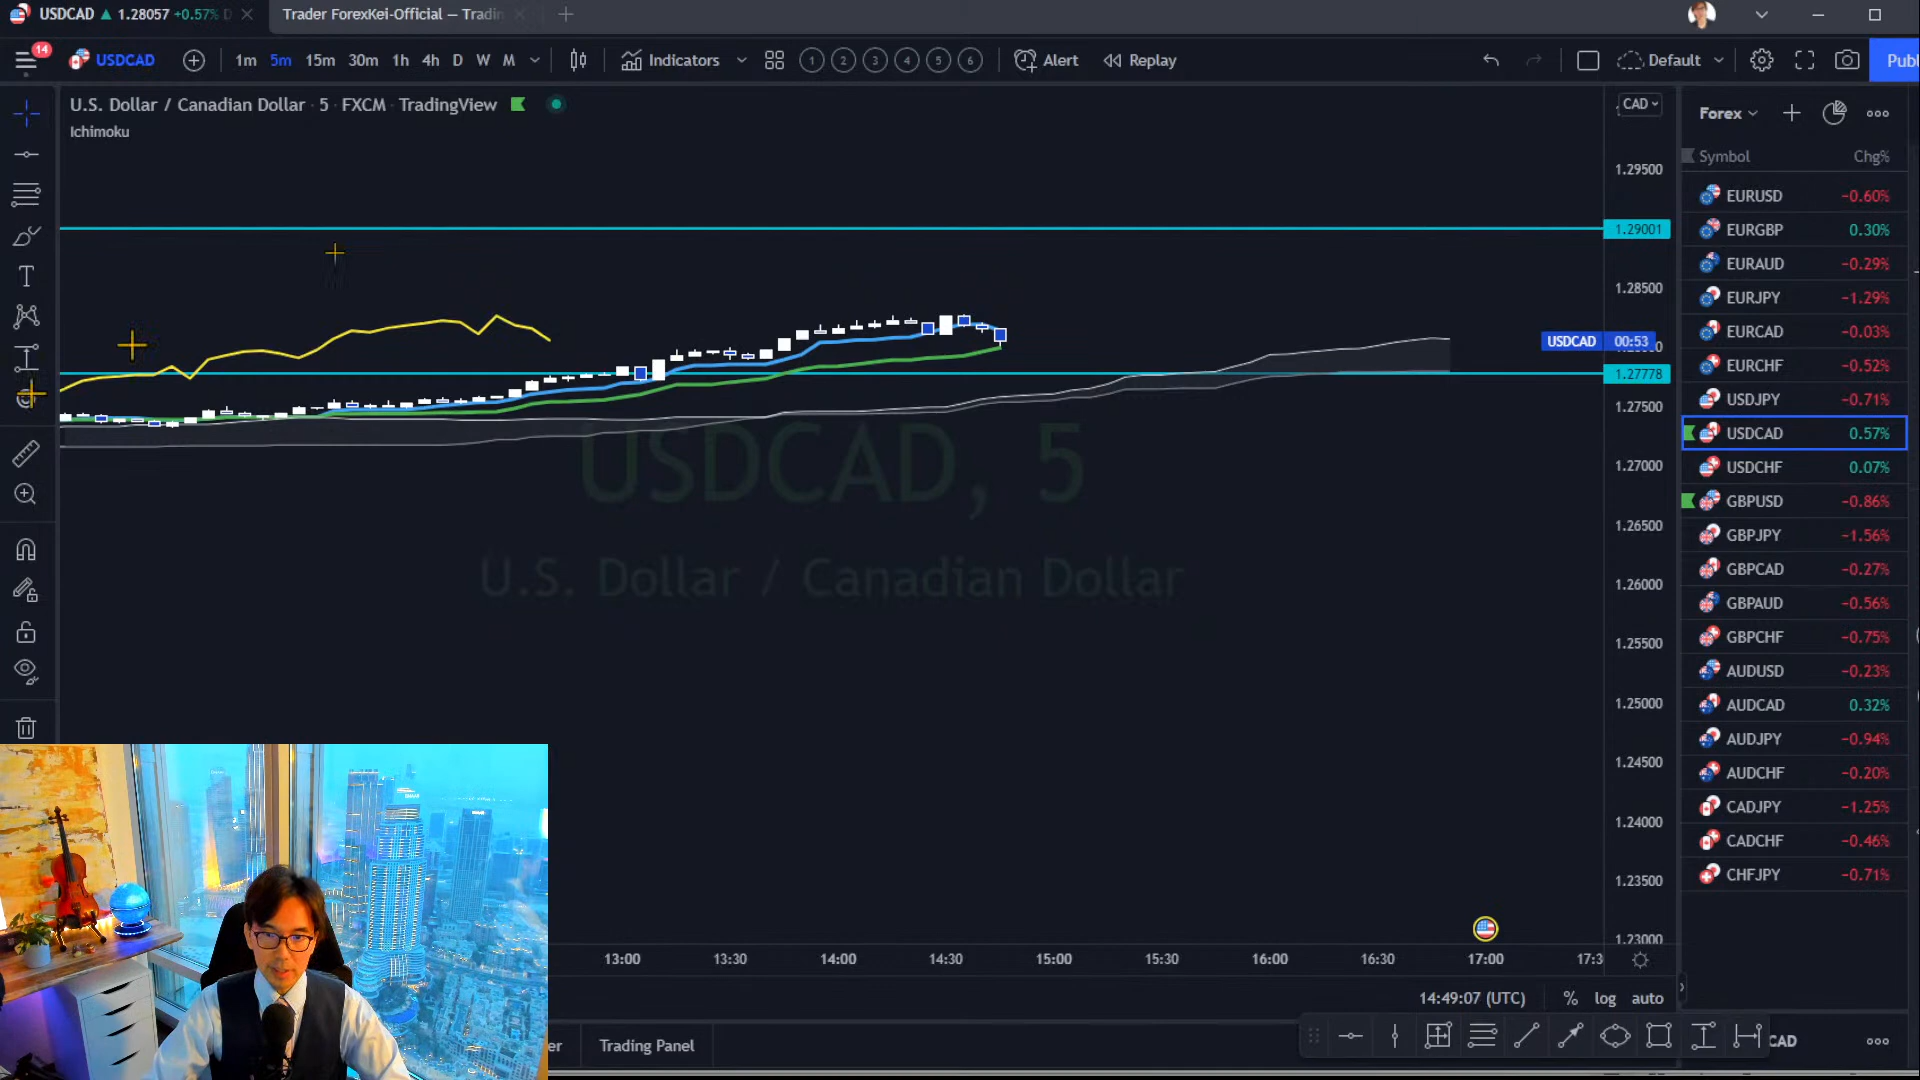 USDCAD ▲ 1.28057 +0.57% D
Trader ForexKei-Official — Tradin
14
USDCAD
1m 5m 15m 30m 1h 4h D W M
Indicators
1 2 3 4 5 6
Alert
Replay
Default
Publ
U.S. Dollar / Canadian Dollar · 5 · FXCM · TradingView
Ichimoku
CAD
1.29500
1.29001
1.28500
USDCAD 00:53
1.27778
1.27500
1.27000
1.26500
1.26000
1.25500
1.25000
1.24500
1.24000
1.23500
1.23000
USDCAD, 5
U.S. Dollar / Canadian Dollar
13:00 13:30 14:00 14:30 15:00 15:30 16:00 16:30 17:00 17:3
14:49:07 (UTC)
% log auto
er
Trading Panel
CAD
Forex
Symbol Chg%
EURUSD −0.60%
EURGBP 0.30%
EURAUD −0.29%
EURJPY −1.29%
EURCAD −0.03%
EURCHF −0.52%
USDJPY −0.71%
USDCAD 0.57%
USDCHF 0.07%
GBPUSD −0.86%
GBPJPY −1.56%
GBPCAD −0.27%
GBPAUD −0.56%
GBPCHF −0.75%
AUDUSD −0.23%
AUDCAD 0.32%
AUDJPY −0.94%
AUDCHF −0.20%
CADJPY −1.25%
CADCHF −0.46%
CHFJPY −0.71%